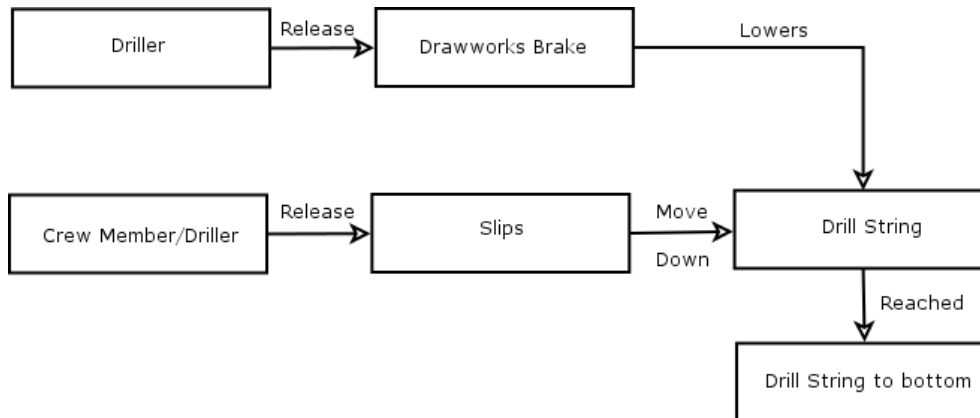 Driller
Release
Drawworks Brake
Lowers
Crew Member/Driller
Release
Slips
Move
Down
Drill String
Reached
Drill String to bottom